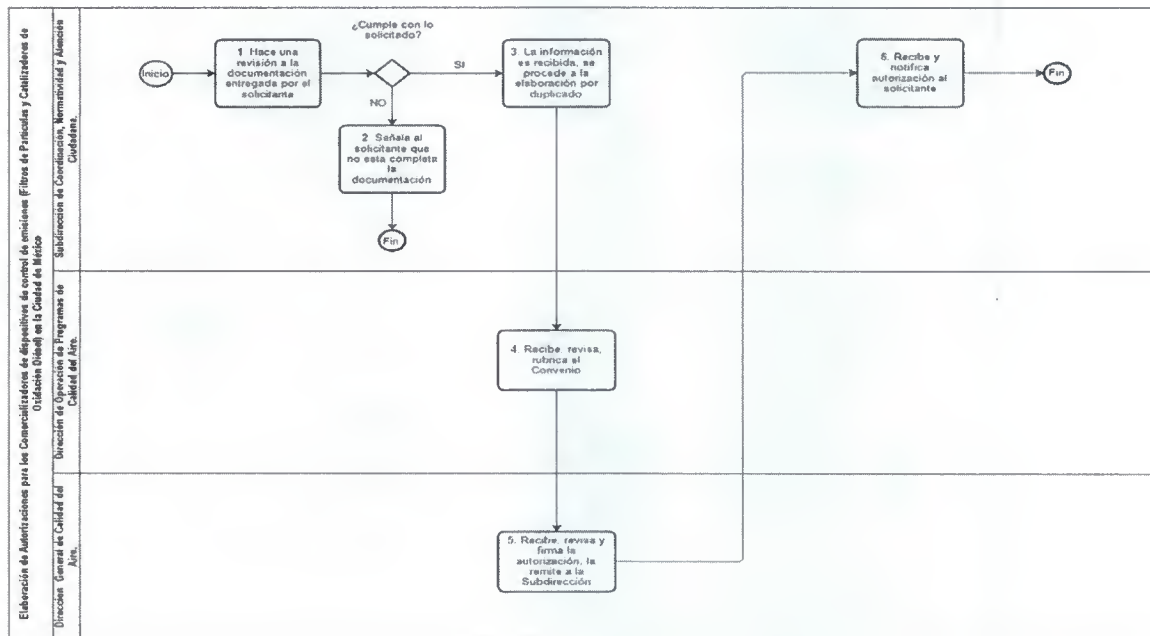 Elaboración de Autorizaciones para los Comercializadores de dispositivos de control de emisiones (Filtros de Partículas y Catalizadores de
Oxidación Diésel) en la Ciudad de México
Subdirección de Coordinación, Normatividad y Atención
Ciudadana.
Inicio
1. Hace una
revisión a la
documentación
entregada por el
solicitante
¿Cumple con lo
solicitado?
SI
NO
2. Señala al
solicitante que
no esta completa
la
documentación
Fin
3. La información
es recibida, se
procede a la
elaboración por
duplicado
6. Recibe y
notifica
autorización al
solicitante
Fin
Dirección de Operación de Programas de
Calidad del Aire.
4. Recibe, revisa,
rubrica el
Convenio
Dirección General de Calidad del
Aire.
5. Recibe, revisa y
firma la
autorización, la
remite a la
Subdirección